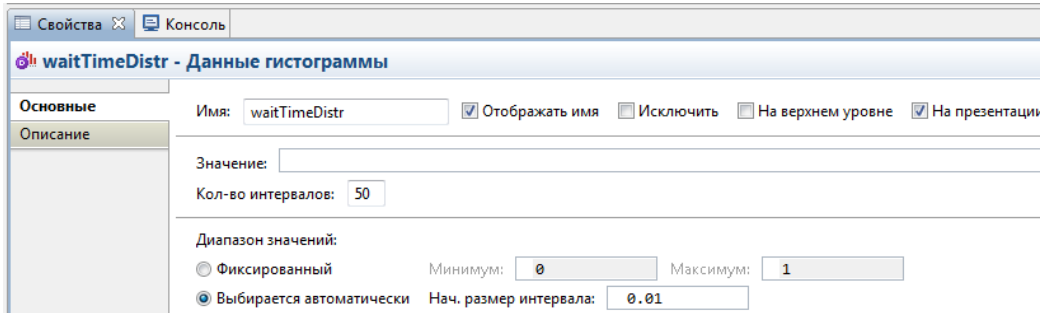 Свойства Консоль
waitTimeDistr - Данные гистограммы
Основные
Описание
Имя: waitTimeDistr Отображать имя Исключить На верхнем уровне На презентации
Значение:
Кол-во интервалов: 50
Диапазон значений:
Фиксированный Минимум: 0 Максимум: 1
Выбирается автоматически Нач. размер интервала: 0.01